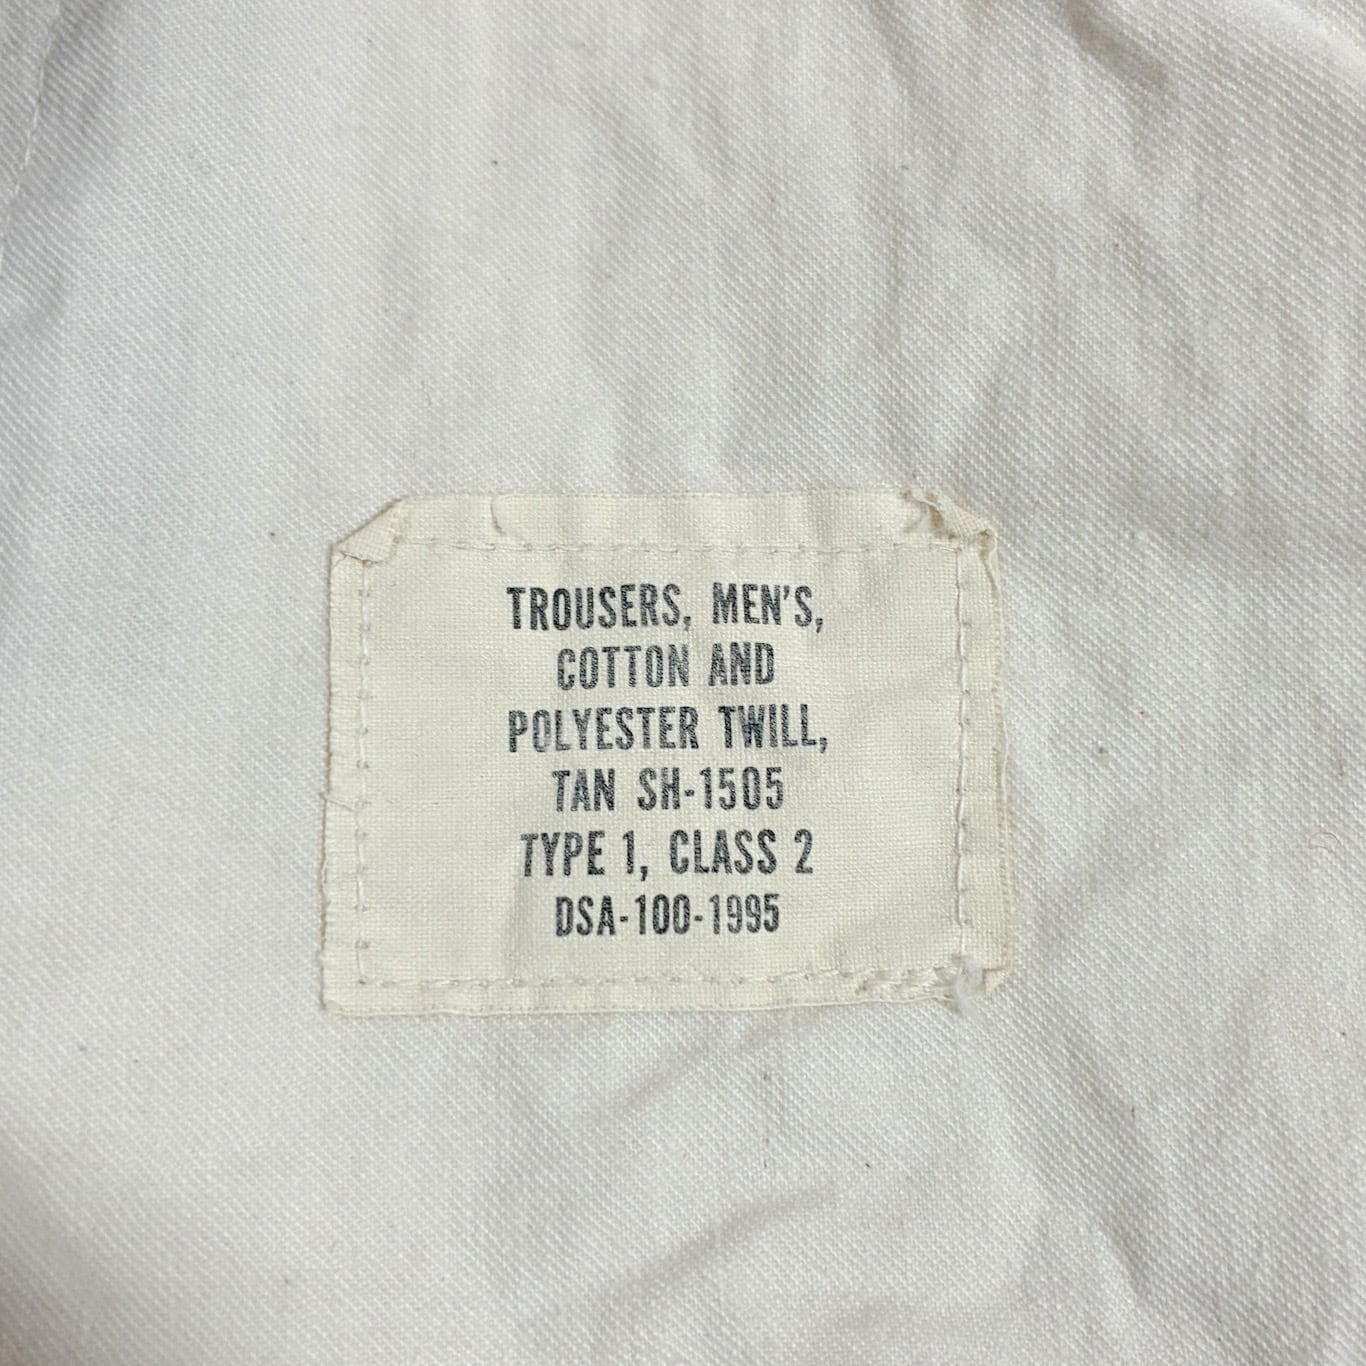 TROUSERS, MEN'S,
COTTON AND
POLYESTER TWILL,
TAN SH-1505
TYPE 1, CLASS 2
DSA-100-1995